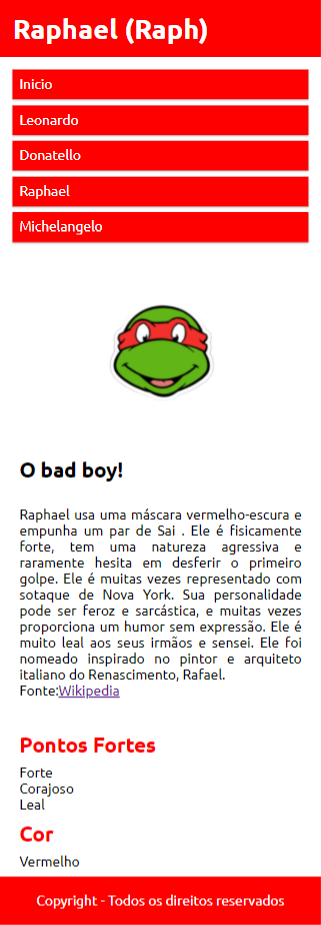 Raphael (Raph)
Inicio
Leonardo
Donatello
Raphael
Michelangelo
O bad boy!
Raphael usa uma máscara vermelho-escura e
empunha um par de Sai . Ele é fisicamente
forte, tem uma natureza agressiva e
raramente hesita em desferir o primeiro
golpe. Ele é muitas vezes representado com
sotaque de Nova York. Sua personalidade
pode ser feroz e sarcástica, e muitas vezes
proporciona um humor sem expressão. Ele é
muito leal aos seus irmãos e sensei. Ele foi
nomeado inspirado no pintor e arquiteto
italiano do Renascimento, Rafael.
Fonte:Wikipedia
Pontos Fortes
Forte
Corajoso
Leal
Cor
Vermelho
Copyright - Todos os direitos reservados